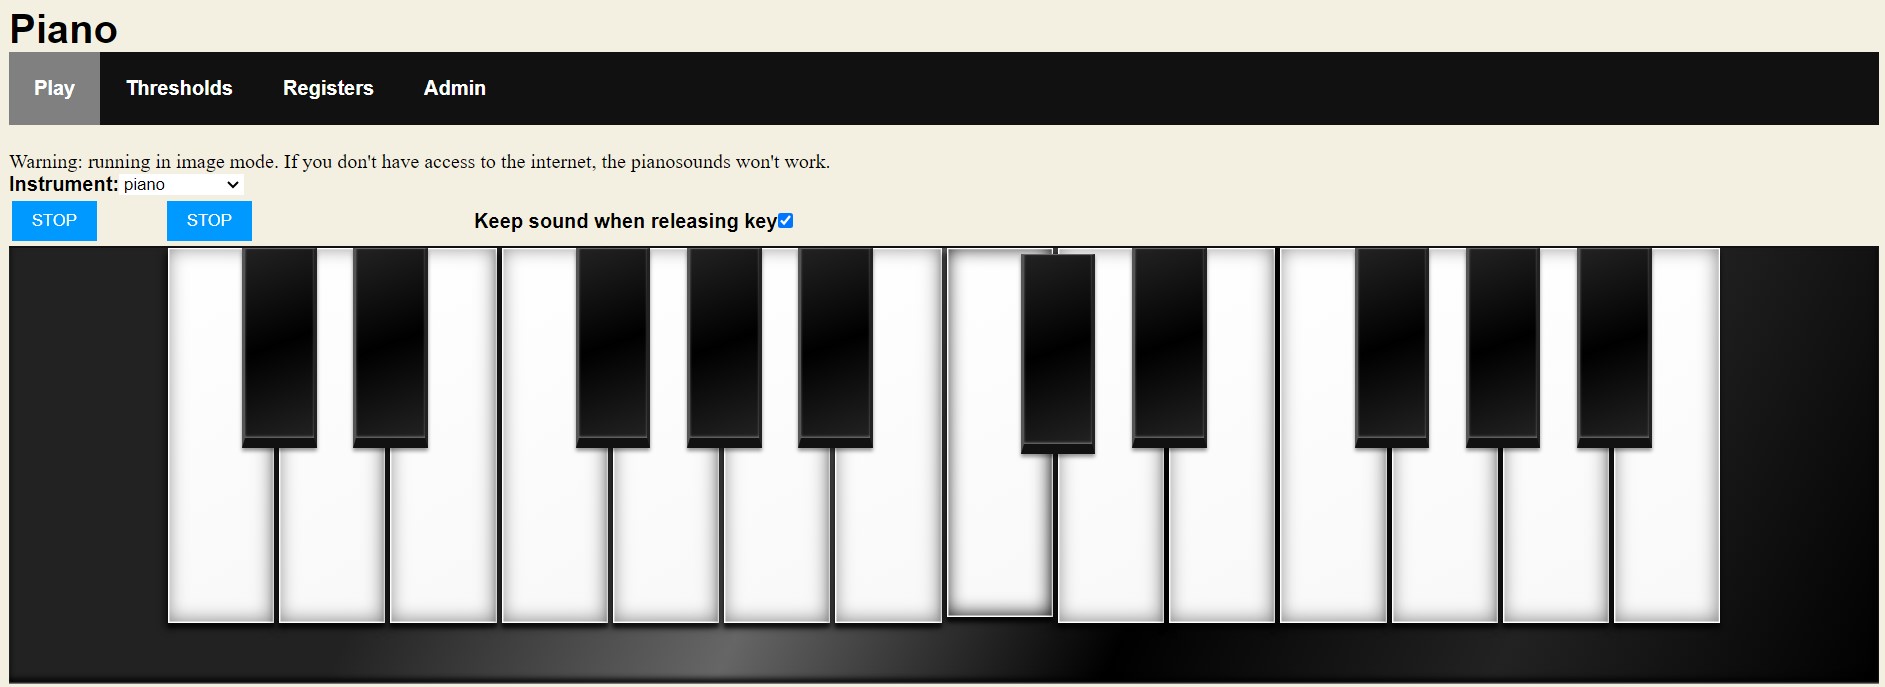 Piano
Play Thresholds Registers Admin
Warning: running in image mode. If you don't have access to the internet, the pianosounds won't work.
Instrument: piano
STOP STOP Keep sound when releasing key